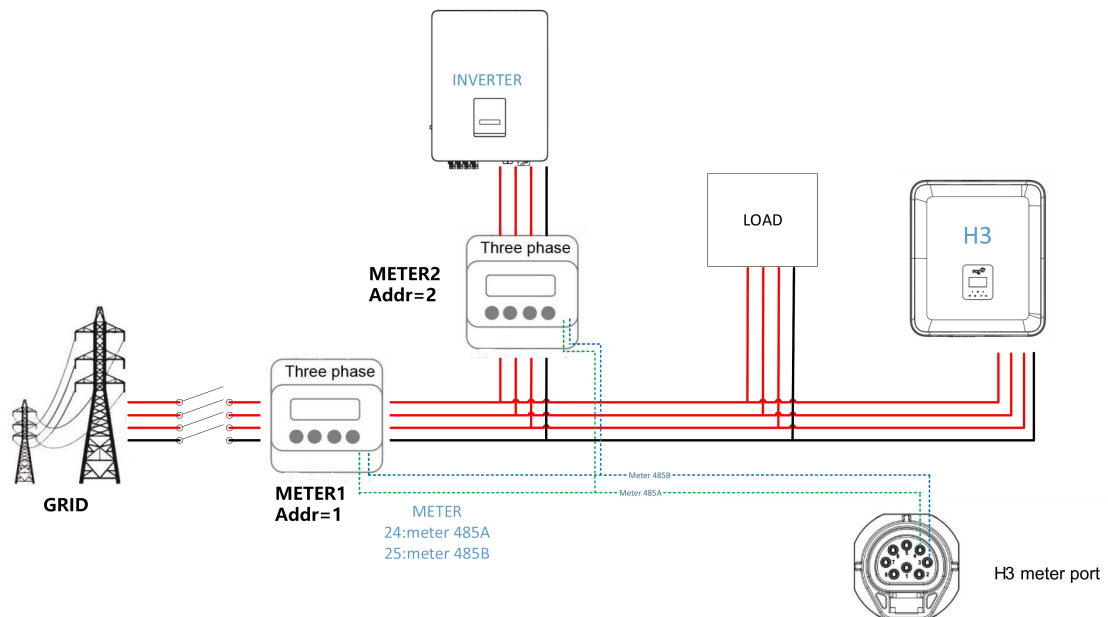 INVERTER
Three phase
METER2
Addr=2
LOAD
H3
Three phase
METER1
Addr=1
GRID
Meter 485B
Meter 485A
METER
24:meter 485A
25:meter 485B
H3 meter port